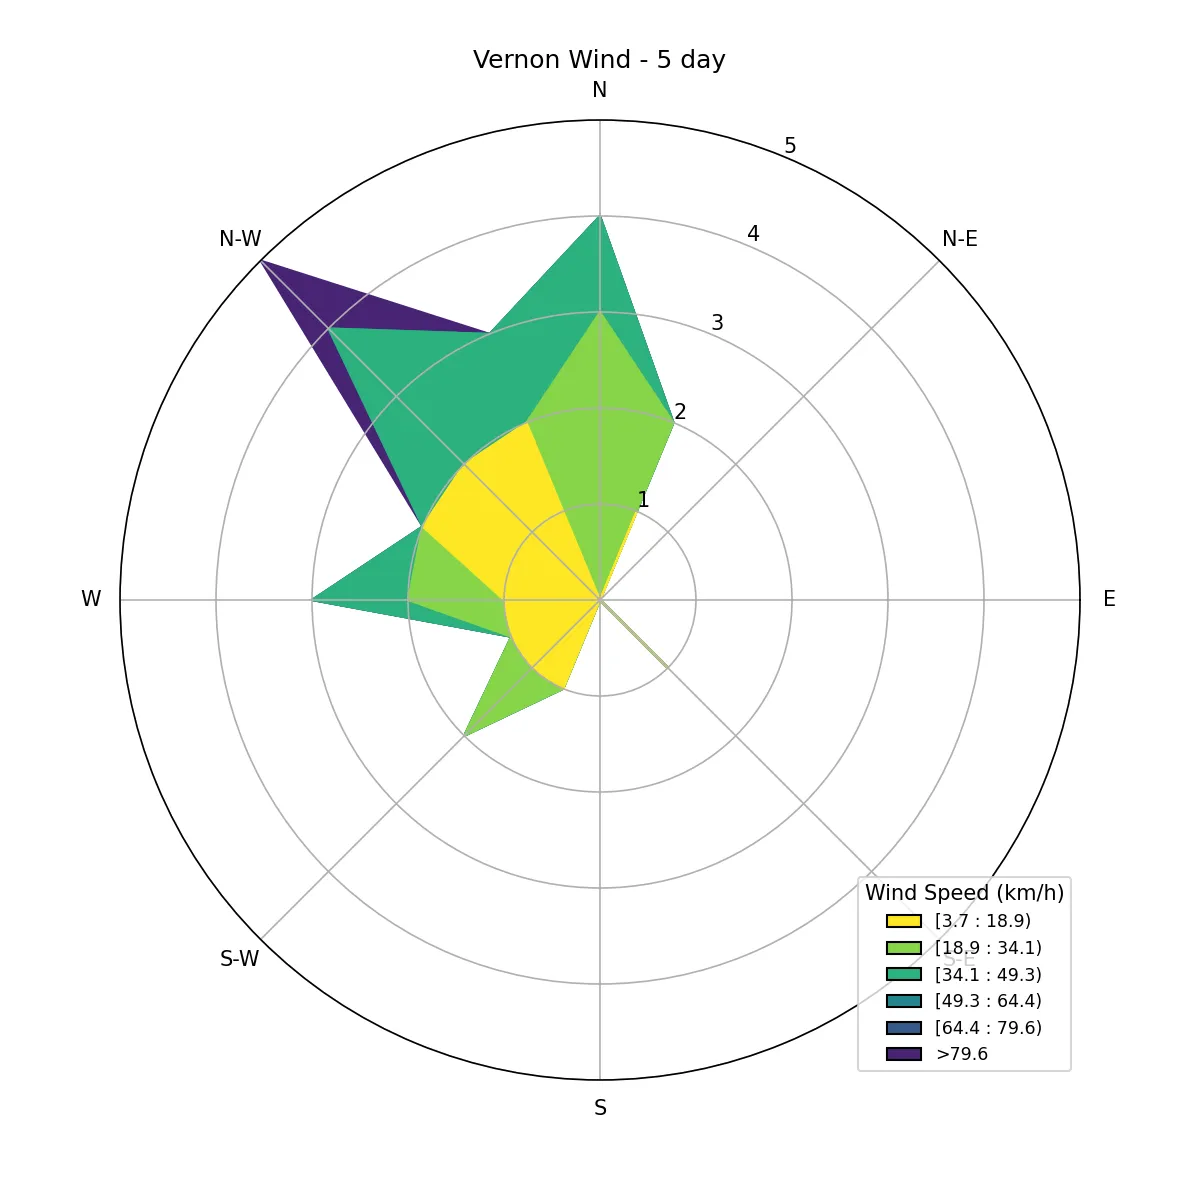 Vernon Wind - 5 day
N
5
N-W
N-E
4
3
2
1
W
E
S-W
S-E
Wind Speed (km/h)
[3.7 : 18.9)
[18.9 : 34.1)
[34.1 : 49.3)
[49.3 : 64.4)
[64.4 : 79.6)
>79.6
S